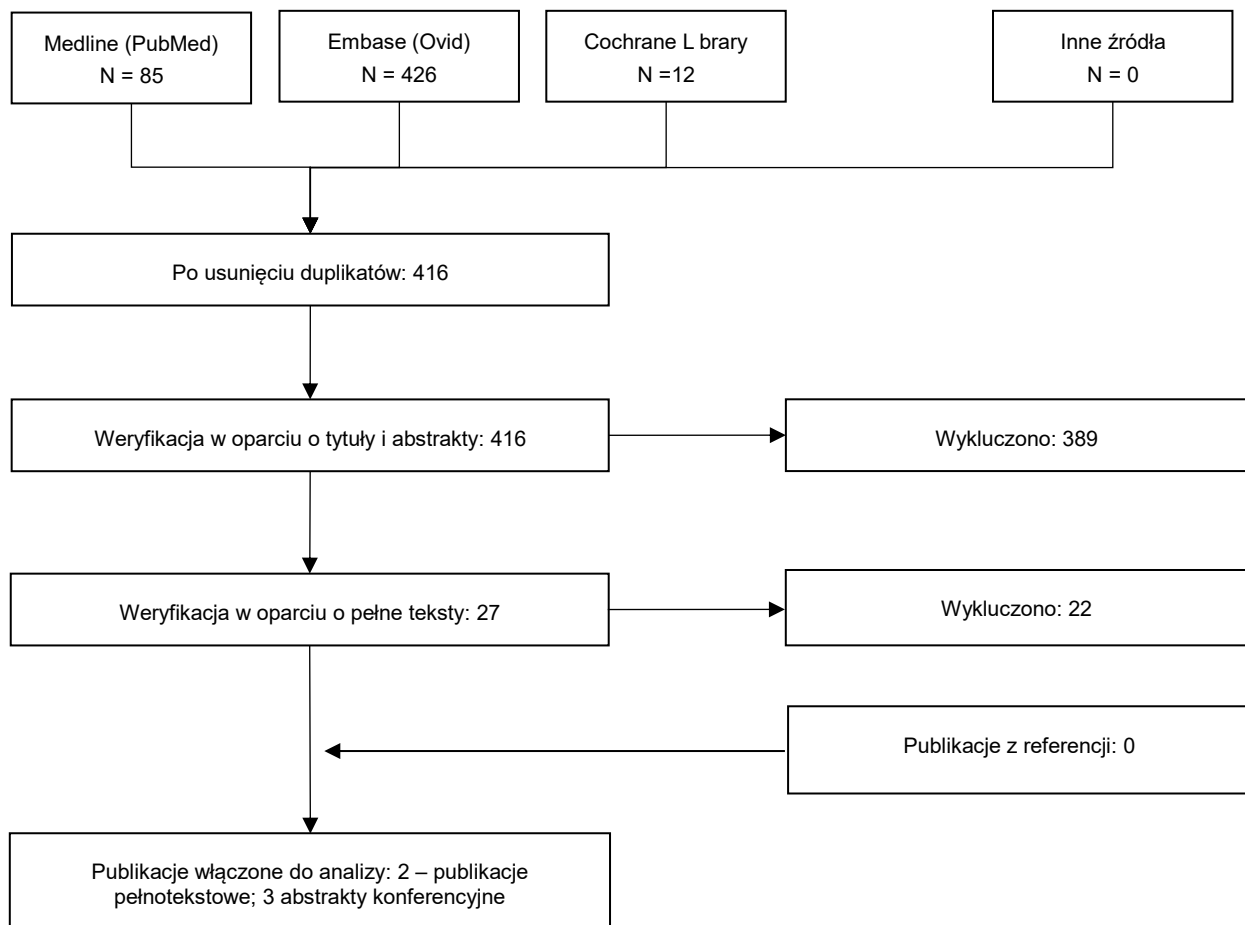 Medline (PubMed)
N = 85
Embase (Ovid)
N = 426
Cochrane L brary
N =12
Inne źródła
N = 0
Po usunięciu duplikatów: 416
Weryfikacja w oparciu o tytuły i abstrakty: 416
Wykluczono: 389
Weryfikacja w oparciu o pełne teksty: 27
Wykluczono: 22
Publikacje z referencji: 0
Publikacje włączone do analizy: 2 – publikacje
pełnotekstowe; 3 abstrakty konferencyjne